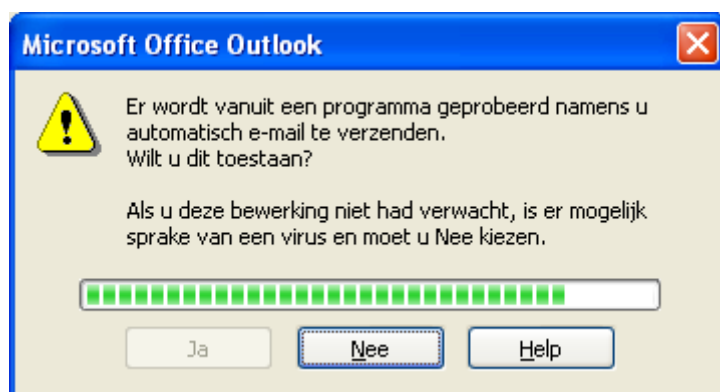 Microsoft Office Outlook
Er wordt vanuit een programma geprobeerd namens u
automatisch e-mail te verzenden.
Wilt u dit toestaan?
Als u deze bewerking niet had verwacht, is er mogelijk
sprake van een virus en moet u Nee kiezen.
Ja
Nee
Help